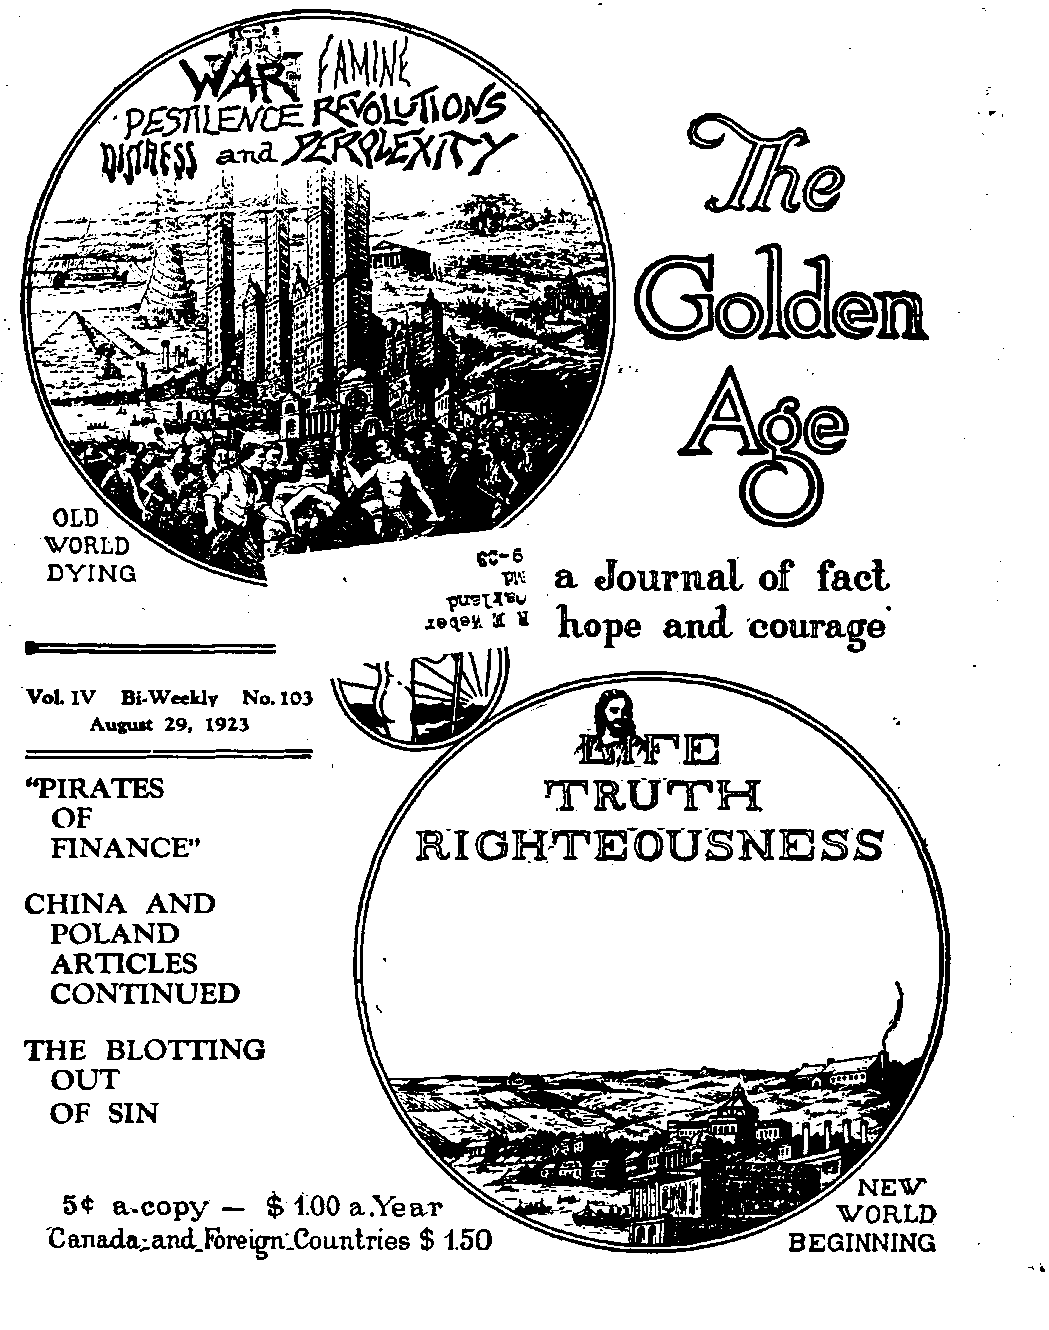 WAR FAMINE
PESTILENCE REVOLUTIONS
DISTRESS and PERPLEXITY
The
Golden
Age
OLD
WORLD
DYING
a Journal of fact
hope and courage
9-23
Md
Oakland
R M Weber
Vol. IV Bi-Weekly No. 103
August 29, 1923
"PIRATES
OF
FINANCE"
CHINA AND
POLAND
ARTICLES
CONTINUED
THE BLOTTING
OUT
OF SIN
LIFE
TRUTH
RIGHTEOUSNESS
5¢ a copy — $ 1.00 a Year
Canada and Foreign Countries $ 1.50
NEW
WORLD
BEGINNING